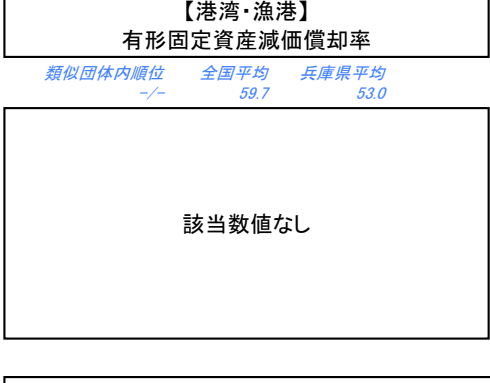 【港湾・漁港】
有形固定資産減価償却率
類似団体内順位 全国平均 兵庫県平均
-/- 59.7 53.0
該当数値なし